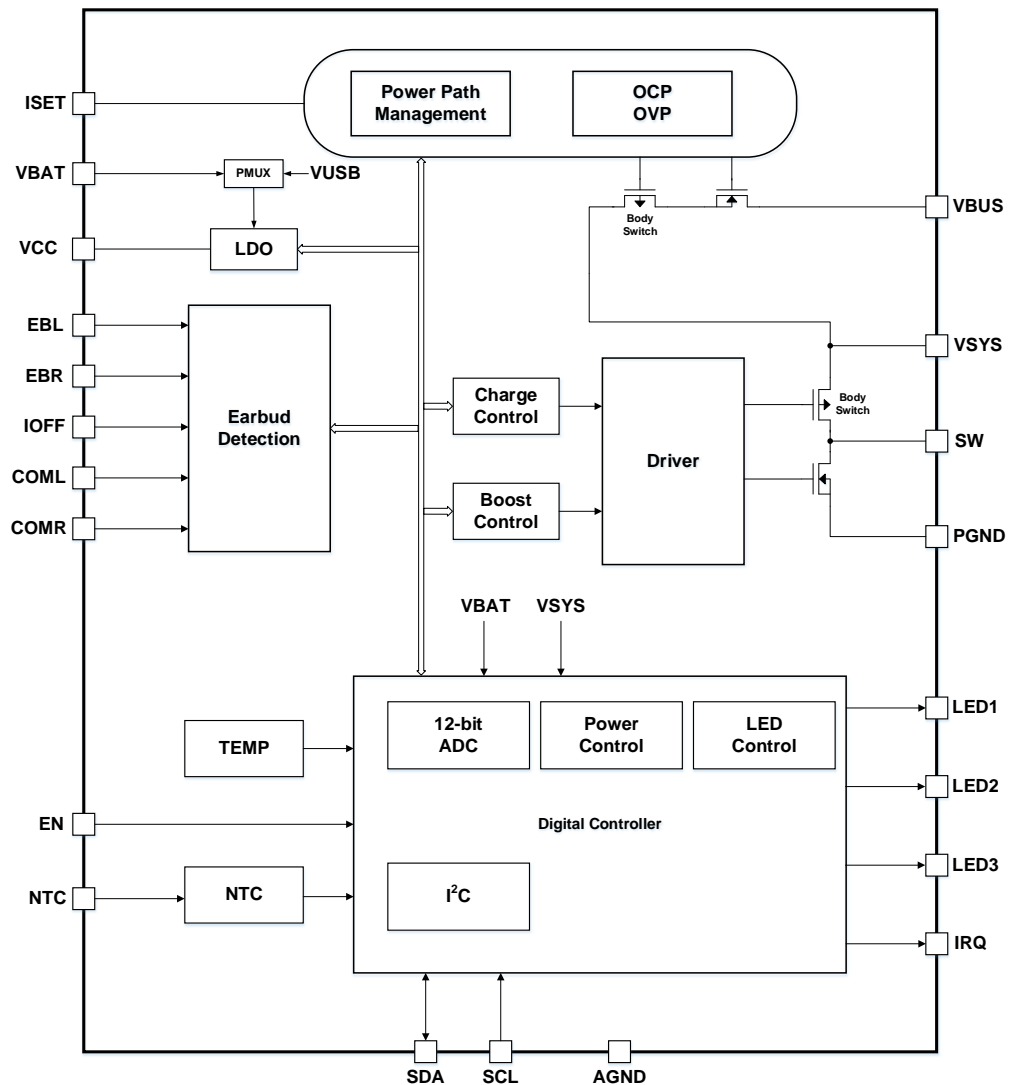 Power Path
Management
OCP
OVP
ISET
VBAT
PMUX
VUSB
VCC
LDO
Body
Switch
VBUS
EBL
EBR
IOFF
COML
COMR
Earbud
Detection
Charge
Control
Boost
Control
Driver
Body
Switch
VSYS
SW
PGND
VBAT
VSYS
12-bit
ADC
Power
Control
LED
Control
TEMP
EN
Digital Controller
NTC
NTC
I²C
LED1
LED2
LED3
IRQ
SDA
SCL
AGND